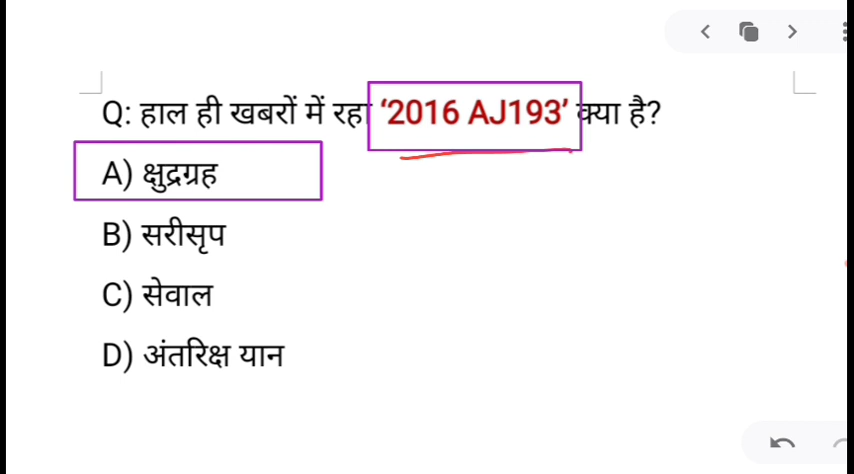 Q: हाल ही खबरों में रहा ‘2016 AJ193’ क्या है?
A) क्षुद्रग्रह
B) सरीसृप
C) सेवाल
D) अंतरिक्ष यान